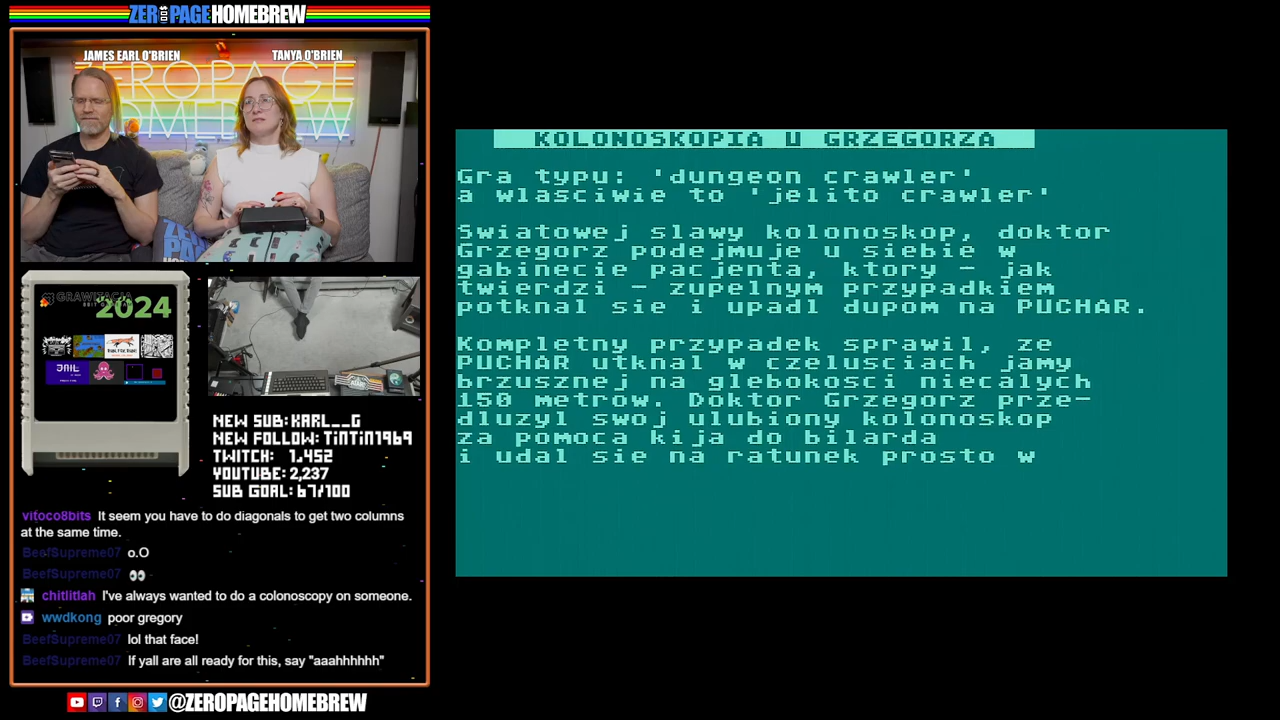 ZEROPAGE HOMEBREW
JAMES EARL O'BRIEN
TANYA O'BRIEN
ZEROPAGE
HOMEBREW
GRAWITACJA
2024
JAIL
NEW SUB: KARL__G
NEW FOLLOW: TINTIN1969
TWITCH: 1,452
YOUTUBE: 2,237
SUB GOAL: 67/100
vitoco8bits It seem you have to do diagonals to get two columns
at the same time.
BeefSupreme07 o.O
BeefSupreme07 👀
chitlitlah I've always wanted to do a colonoscopy on someone.
wwdkong poor gregory
BeefSupreme07 lol that face!
BeefSupreme07 If yall are all ready for this, say "aaahhhhhh"
@ZEROPAGEHOMEBREW
KOLONOSKOPIA U GRZEGORZA
Gra typu: 'dungeon crawler'
a wlasciwie to 'jelito crawler'
Swiatowej slawy kolonoskop, doktor
Grzegorz podejmuje u siebie w
gabinecie pacjenta, ktory - jak
twierdzi - zupelnym przypadkiem
potknal sie i upadl dupom na PUCHAR.
Kompletny przypadek sprawil, ze
PUCHAR utknal w czelusciach jamy
brzusznej na glebokosci niecalych
150 metrow. Doktor Grzegorz prze-
dluzyl swoj ulubiony kolonoskop
za pomoca kija do bilarda
i udal sie na ratunek prosto w